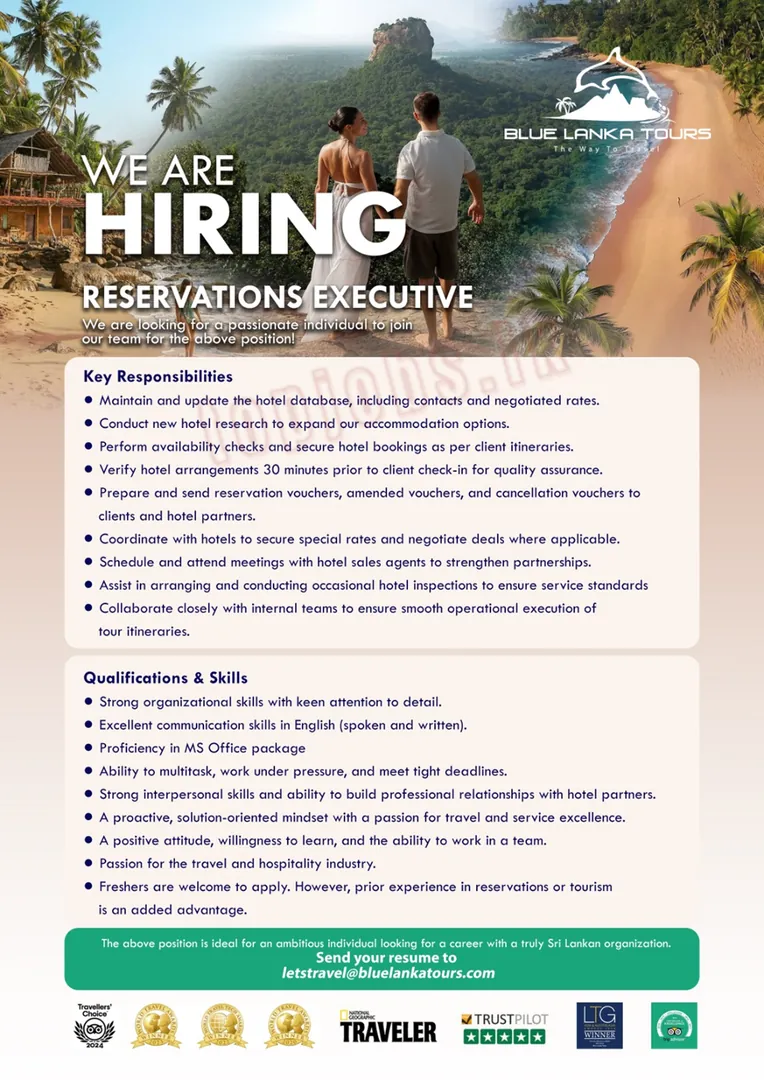 BLUE LANKA TOURS
The Way To Travel
WE ARE
HIRING
RESERVATIONS EXECUTIVE
We are looking for a passionate individual to join
our team for the above position!
topjobs.lk
Key Responsibilities
● Maintain and update the hotel database, including contacts and negotiated rates.
● Conduct new hotel research to expand our accommodation options.
● Perform availability checks and secure hotel bookings as per client itineraries.
● Verify hotel arrangements 30 minutes prior to client check-in for quality assurance.
● Prepare and send reservation vouchers, amended vouchers, and cancellation vouchers to
clients and hotel partners.
● Coordinate with hotels to secure special rates and negotiate deals where applicable.
● Schedule and attend meetings with hotel sales agents to strengthen partnerships.
● Assist in arranging and conducting occasional hotel inspections to ensure service standards
● Collaborate closely with internal teams to ensure smooth operational execution of
tour itineraries.
Qualifications & Skills
● Strong organizational skills with keen attention to detail.
● Excellent communication skills in English (spoken and written).
● Proficiency in MS Office package
● Ability to multitask, work under pressure, and meet tight deadlines.
● Strong interpersonal skills and ability to build professional relationships with hotel partners.
● A proactive, solution-oriented mindset with a passion for travel and service excellence.
● A positive attitude, willingness to learn, and the ability to work in a team.
● Passion for the travel and hospitality industry.
● Freshers are welcome to apply. However, prior experience in reservations or tourism
is an added advantage.
The above position is ideal for an ambitious individual looking for a career with a truly Sri Lankan organization.
Send your resume to
letstravel@bluelankatours.com
Travellers'
Choice
2024
WINNER
WINNER
WINNER
NATIONAL
GEOGRAPHIC
TRAVELER
TRUSTPILOT
LTG
WINNER